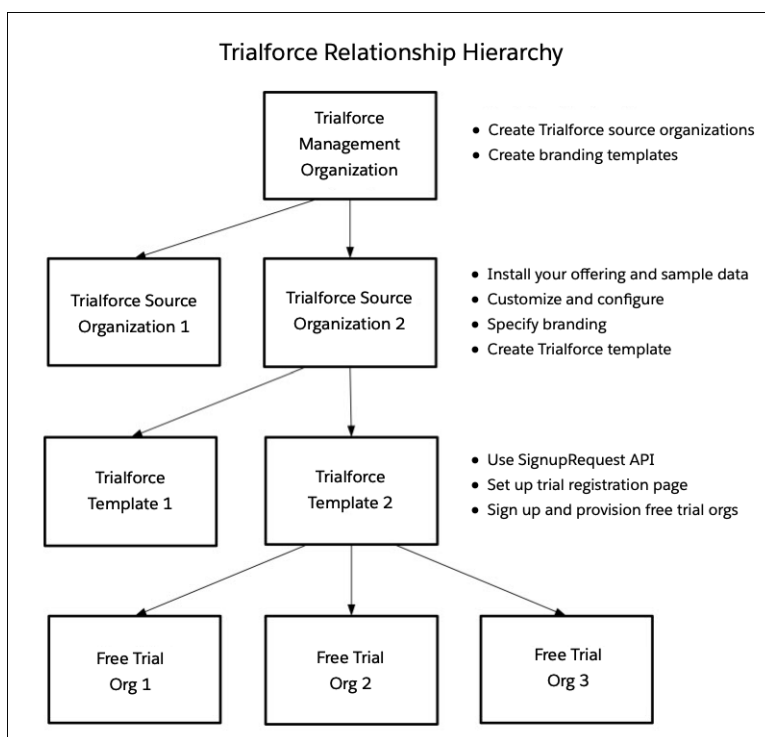 Trialforce Relationship Hierarchy
Trialforce
Management
Organization
• Create Trialforce source organizations
• Create branding templates
Trialforce Source
Organization 1
Trialforce Source
Organization 2
• Install your offering and sample data
• Customize and configure
• Specify branding
• Create Trialforce template
Trialforce
Template 1
Trialforce
Template 2
• Use SignupRequest API
• Set up trial registration page
• Sign up and provision free trial orgs
Free Trial
Org 1
Free Trial
Org 2
Free Trial
Org 3